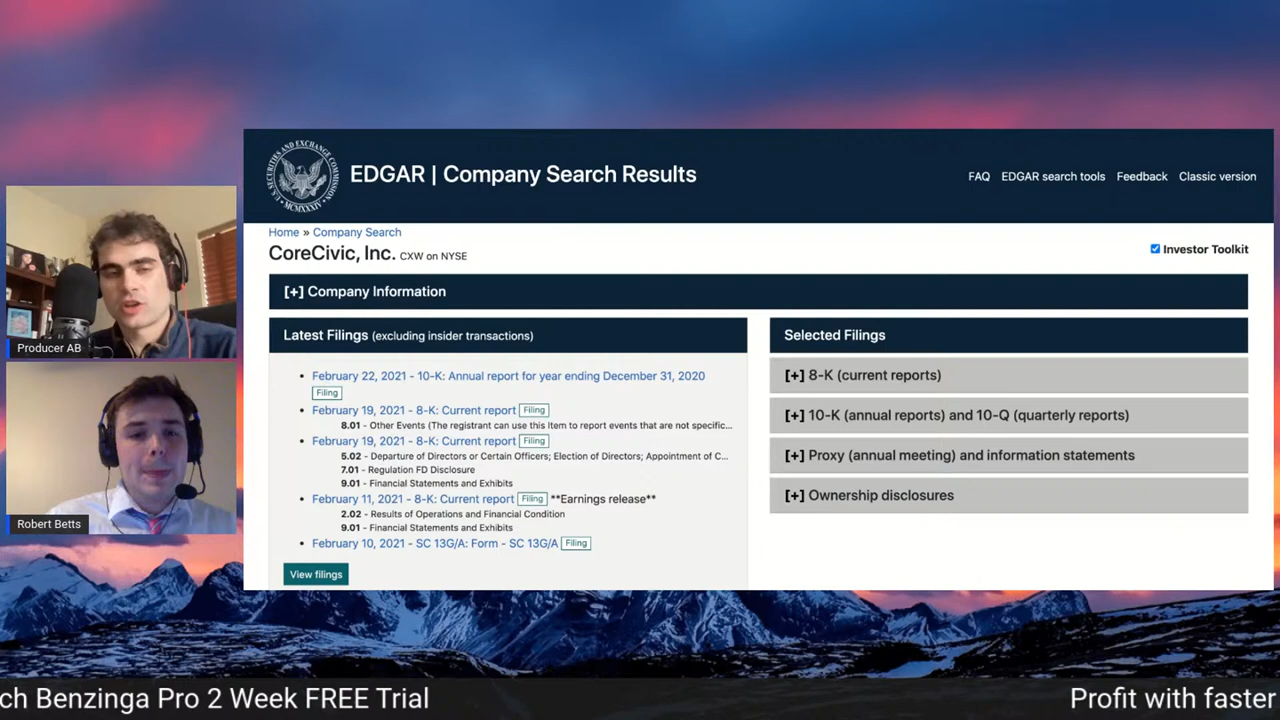 EDGAR | Company Search Results
FAQ EDGAR search tools Feedback Classic version
Home » Company Search
CoreCivic, Inc. CXW on NYSE
Investor Toolkit
[+] Company Information
Latest Filings (excluding insider transactions)
February 22, 2021 - 10-K: Annual report for year ending December 31, 2020
Filing
February 19, 2021 - 8-K: Current report Filing
8.01 - Other Events (The registrant can use this Item to report events that are not specific...
February 19, 2021 - 8-K: Current report Filing
5.02 - Departure of Directors or Certain Officers; Election of Directors; Appointment of C...
7.01 - Regulation FD Disclosure
9.01 - Financial Statements and Exhibits
February 11, 2021 - 8-K: Current report Filing **Earnings release**
2.02 - Results of Operations and Financial Condition
9.01 - Financial Statements and Exhibits
February 10, 2021 - SC 13G/A: Form - SC 13G/A Filing
View filings
Selected Filings
[+] 8-K (current reports)
[+] 10-K (annual reports) and 10-Q (quarterly reports)
[+] Proxy (annual meeting) and information statements
[+] Ownership disclosures
Producer AB
Robert Betts
ch Benzinga Pro 2 Week FREE Trial
Profit with faster